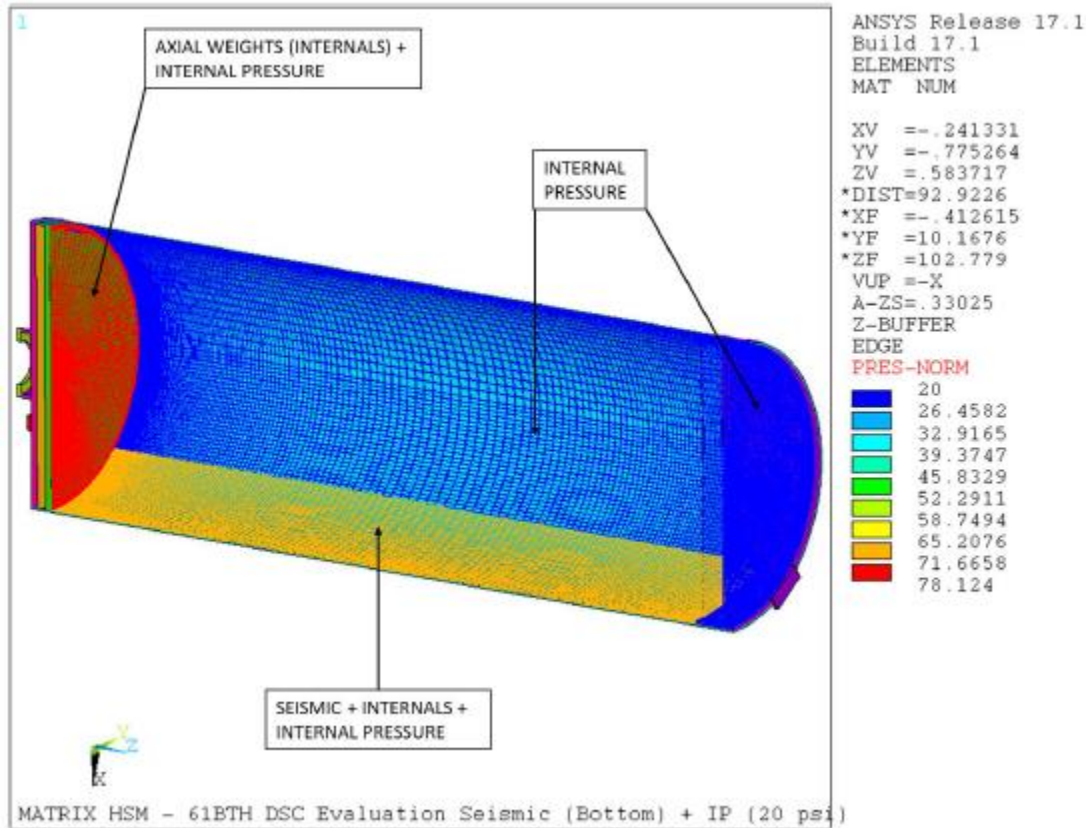 1
AXIAL WEIGHTS (INTERNALS) +
INTERNAL PRESSURE
INTERNAL
PRESSURE
SEISMIC + INTERNALS +
INTERNAL PRESSURE
Y
Z
X
MATRIX HSM - 61BTH DSC Evaluation Seismic (Bottom) + IP (20 psi)
ANSYS Release 17.1
Build 17.1
ELEMENTS
MAT NUM
XV =-.241331
YV =-.775264
ZV =.583717
*DIST=92.9226
*XF =-.412615
*YF =10.1676
*ZF =102.779
VUP =-X
A-ZS=.33025
Z-BUFFER
EDGE
PRES-NORM
20
26.4582
32.9165
39.3747
45.8329
52.2911
58.7494
65.2076
71.6658
78.124